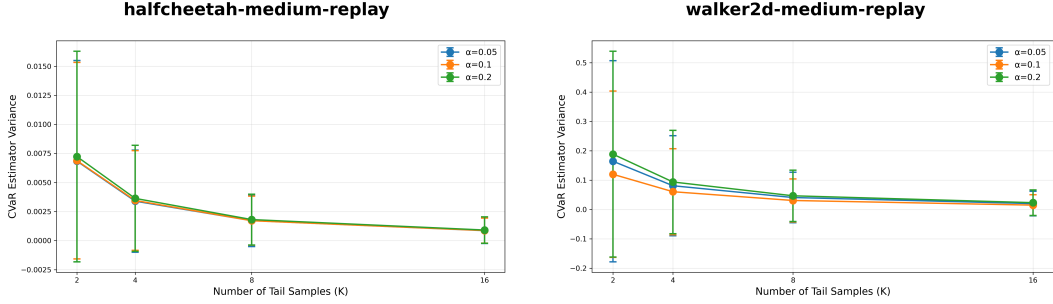 halfcheetah-medium-replay
CVaR Estimator Variance
0.0150
0.0125
0.0100
0.0075
0.0050
0.0025
0.0000
−0.0025
α=0.05
α=0.1
α=0.2
2
4
8
16
Number of Tail Samples (K)
walker2d-medium-replay
CVaR Estimator Variance
0.5
0.4
0.3
0.2
0.1
0.0
−0.1
−0.2
α=0.05
α=0.1
α=0.2
2
4
8
16
Number of Tail Samples (K)